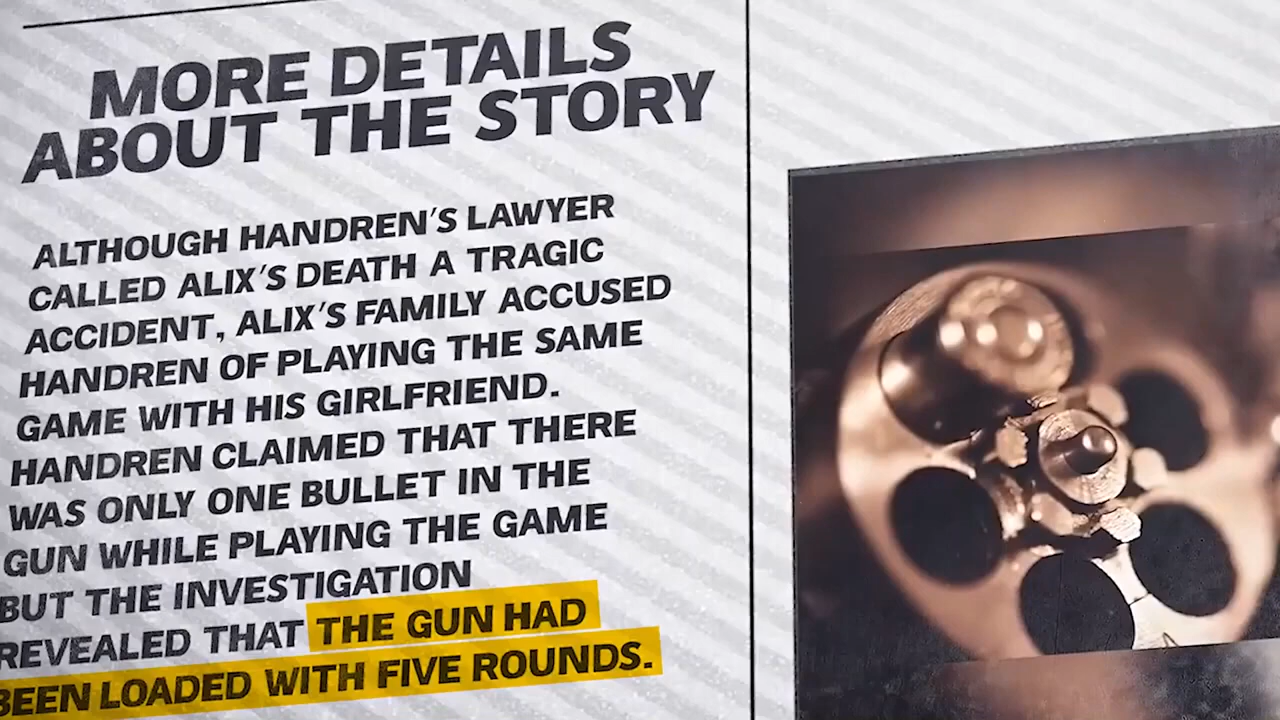 MORE DETAILS
ABOUT THE STORY
ALTHOUGH HANDREN'S LAWYER
CALLED ALIX'S DEATH A TRAGIC
ACCIDENT, ALIX'S FAMILY ACCUSED
HANDREN OF PLAYING THE SAME
GAME WITH HIS GIRLFRIEND.
HANDREN CLAIMED THAT THERE
WAS ONLY ONE BULLET IN THE
GUN WHILE PLAYING THE GAME
BUT THE INVESTIGATION
REVEALED THAT THE GUN HAD
BEEN LOADED WITH FIVE ROUNDS.